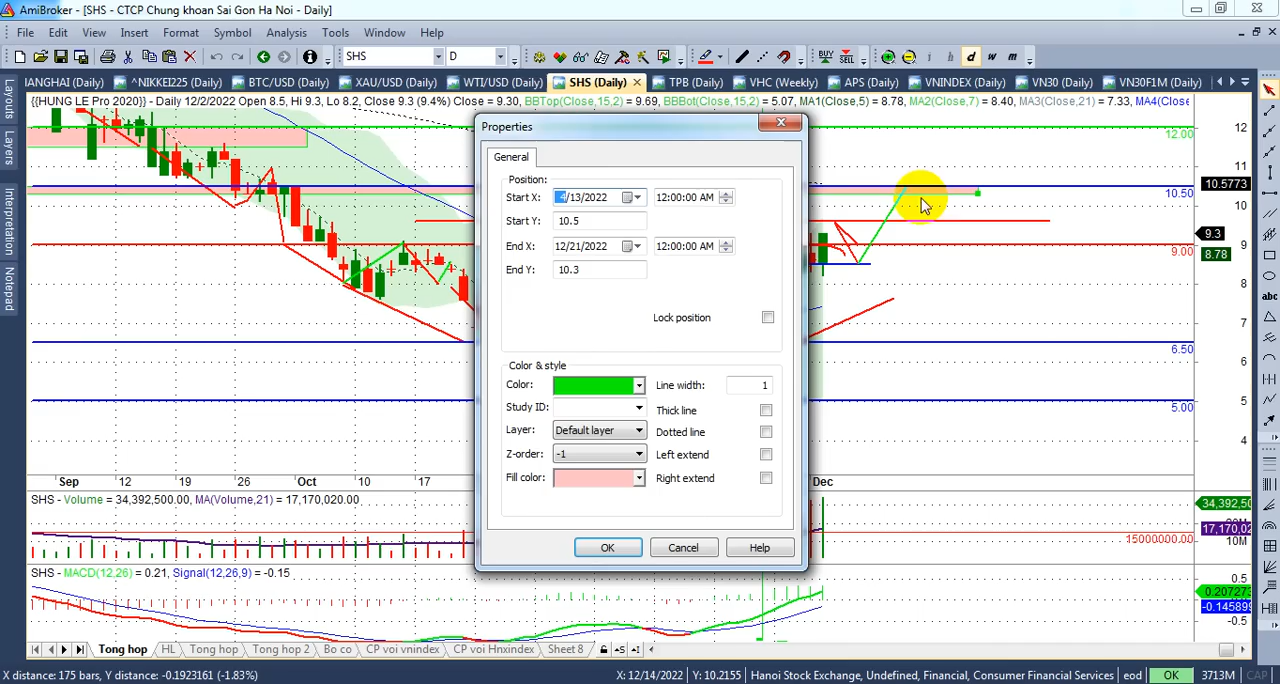 AmiBroker - [SHS - CTCP Chung khoan Sai Gon Ha Noi - Daily]
File Edit View Insert Format Symbol Analysis Tools Window Help
SHS D BUY SELL i h d w m
IANGHAI (Daily) ^NIKKEI225 (Daily) BTC/USD (Daily) XAU/USD (Daily) WTI/USD (Daily) SHS (Daily) TPB (Daily) VHC (Weekly) APS (Daily) VNINDEX (Daily) VN30 (Daily) VN30F1M (Daily)
{{HUNG LE Pro 2020}} - Daily 12/2/2022 Open 8.5, Hi 9.3, Lo 8.2, Close 9.3 (9.4%) Close = 9.30, BBTop(Close,15,2) = 9.69, BBBot(Close,15,2) = 5.07, MA1(Close,5) = 8.78, MA2(Close,7) = 8.40, MA3(Close,21) = 7.33, MA4(Close
Layouts
Layers
Interpretation
Notepad
12.00
12
11
10.5773
10.50
10
9.3
9
9.00
8.78
8
7
6.50
6
5
5.00
4
Properties
General
Position:
Start X: 4/13/2022 12:00:00 AM
Start Y: 10.5
End X: 12/21/2022 12:00:00 AM
End Y: 10.3
Lock position
Color & style
Color: Line width: 1
Study ID: Thick line
Layer: Default layer Dotted line
Z-order: -1 Left extend
Fill color: Right extend
OK Cancel Help
abc
Sep 12 19 26 Oct 10 17 Dec
SHS - Volume = 34,392,500.00, MA(Volume,21) = 17,170,020.00
34,392,50
17,170,02
15000000.00
10M
SHS - MACD(12,26) = 0.21, Signal(12,26,9) = -0.15
0.5
0.207273
-0.145899
-0.5
Tong hop HL Tong hop Tong hop 2 Bo co CP voi vnindex CP voi Hnxindex Sheet 8
X distance: 175 bars, Y distance: -0.1923161 (-1.83%) X: 12/14/2022 Y: 10.2155 Hanoi Stock Exchange, Undefined, Financial, Consumer Financial Services eod OK 3713M CAP